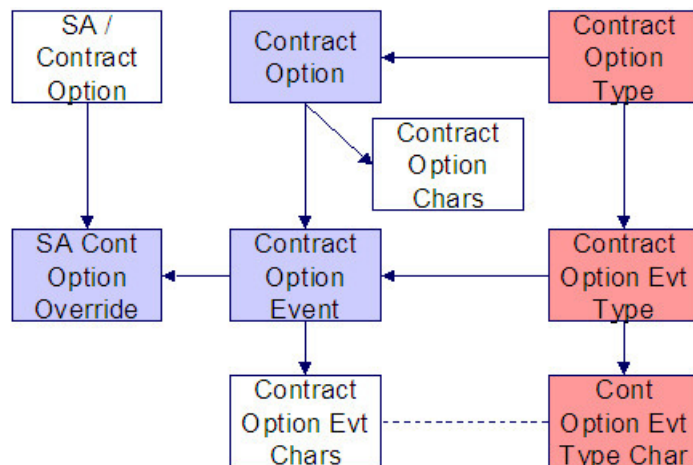 SA /
Contract
Option
Contract
Option
Contract
Option
Type
Contract
Option
Chars
SA Cont
Option
Override
Contract
Option
Event
Contract
Option Evt
Type
Contract
Option Evt
Chars
Cont
Option Evt
Type Char